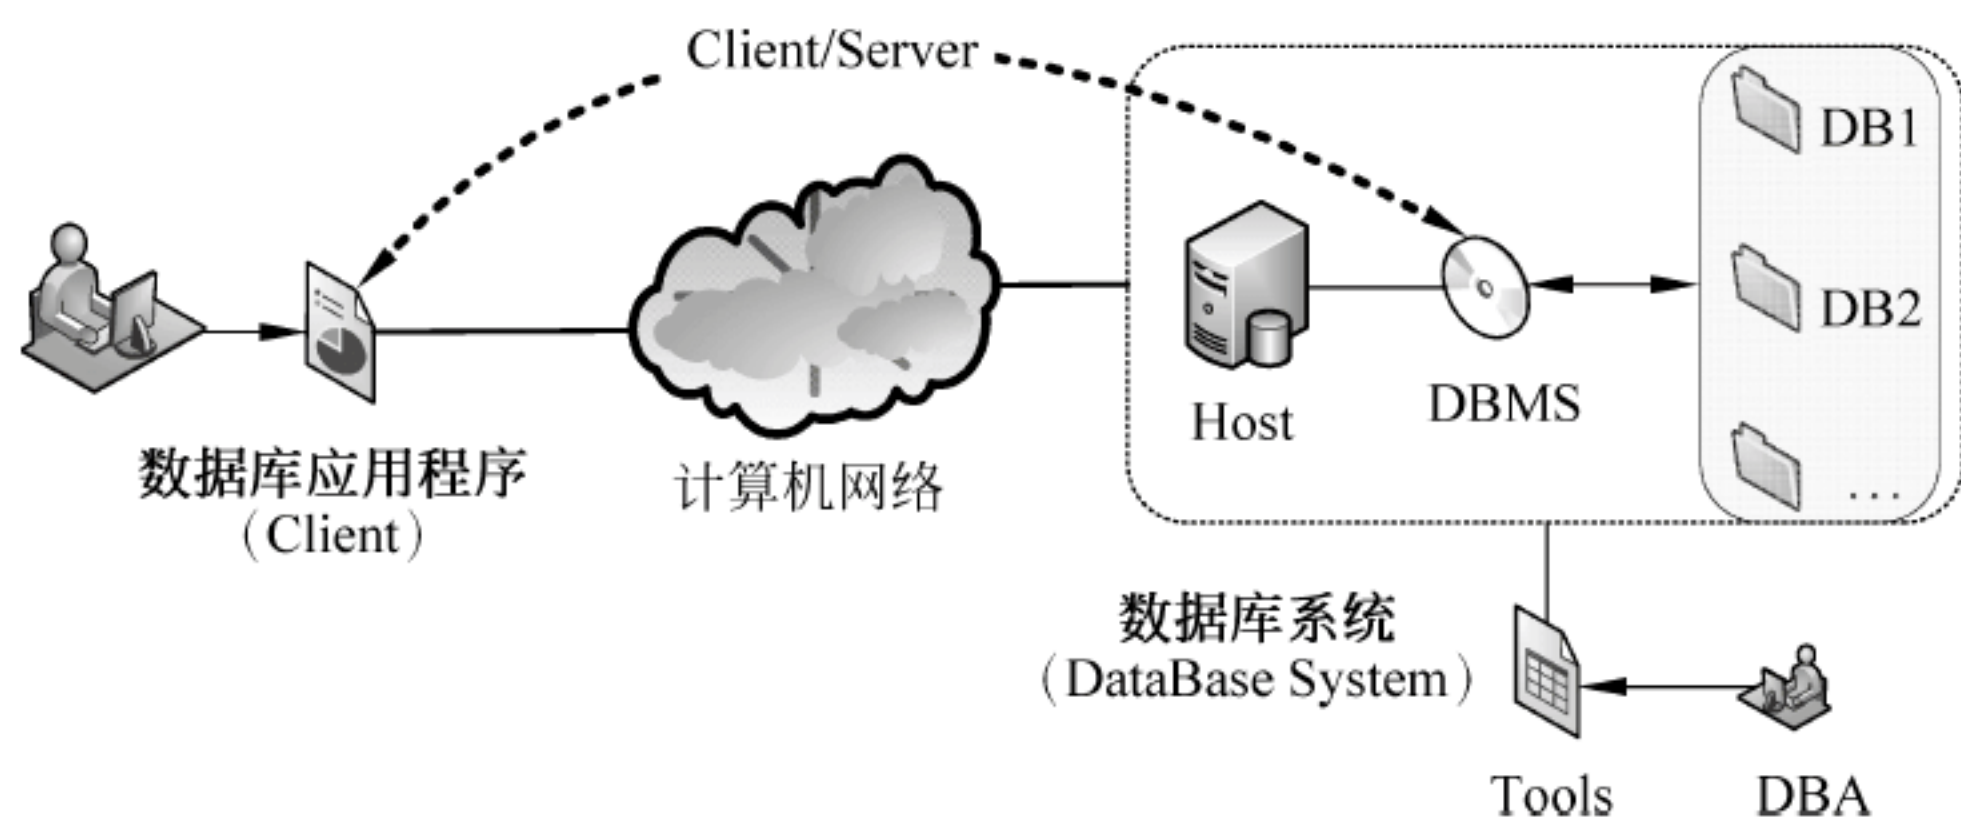 Client/Server
DB1
DB2
...
Host
DBMS
数据库应用程序
（Client）
计算机网络
数据库系统
（DataBase System）
Tools
DBA